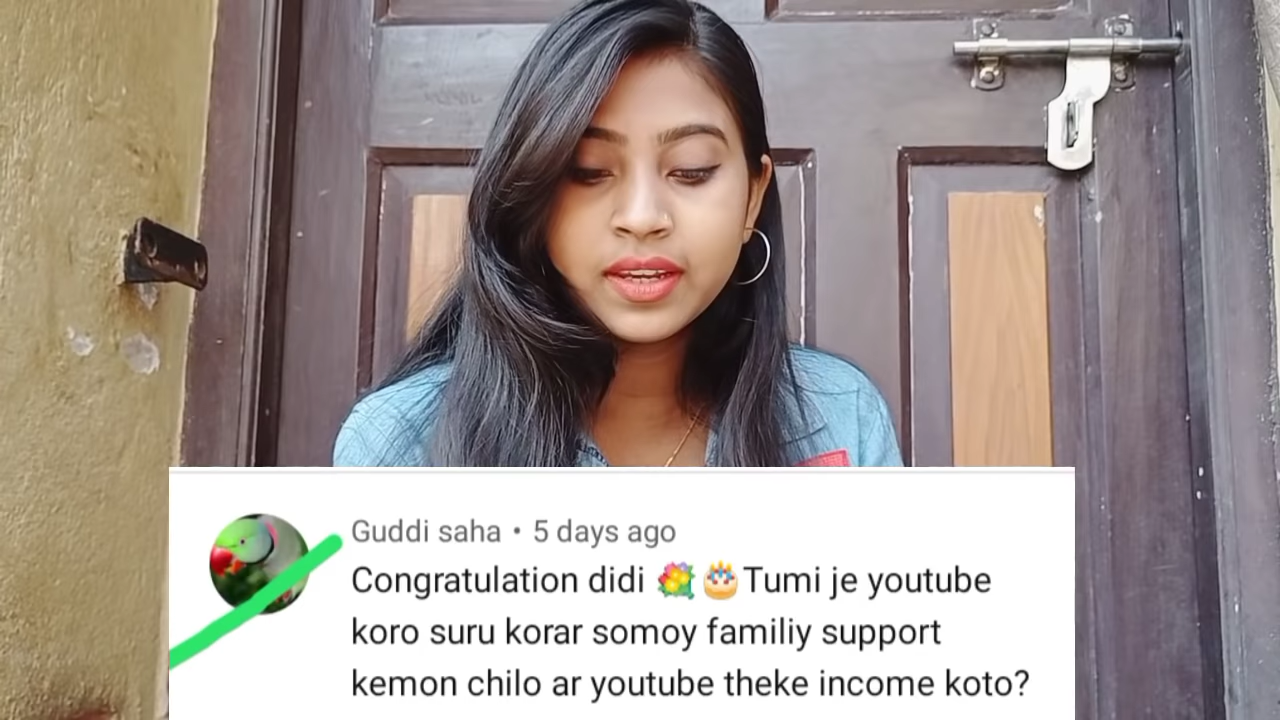 Guddi saha • 5 days ago
Congratulation didi 💐🎂Tumi je youtube
koro suru korar somoy familiy support
kemon chilo ar youtube theke income koto?